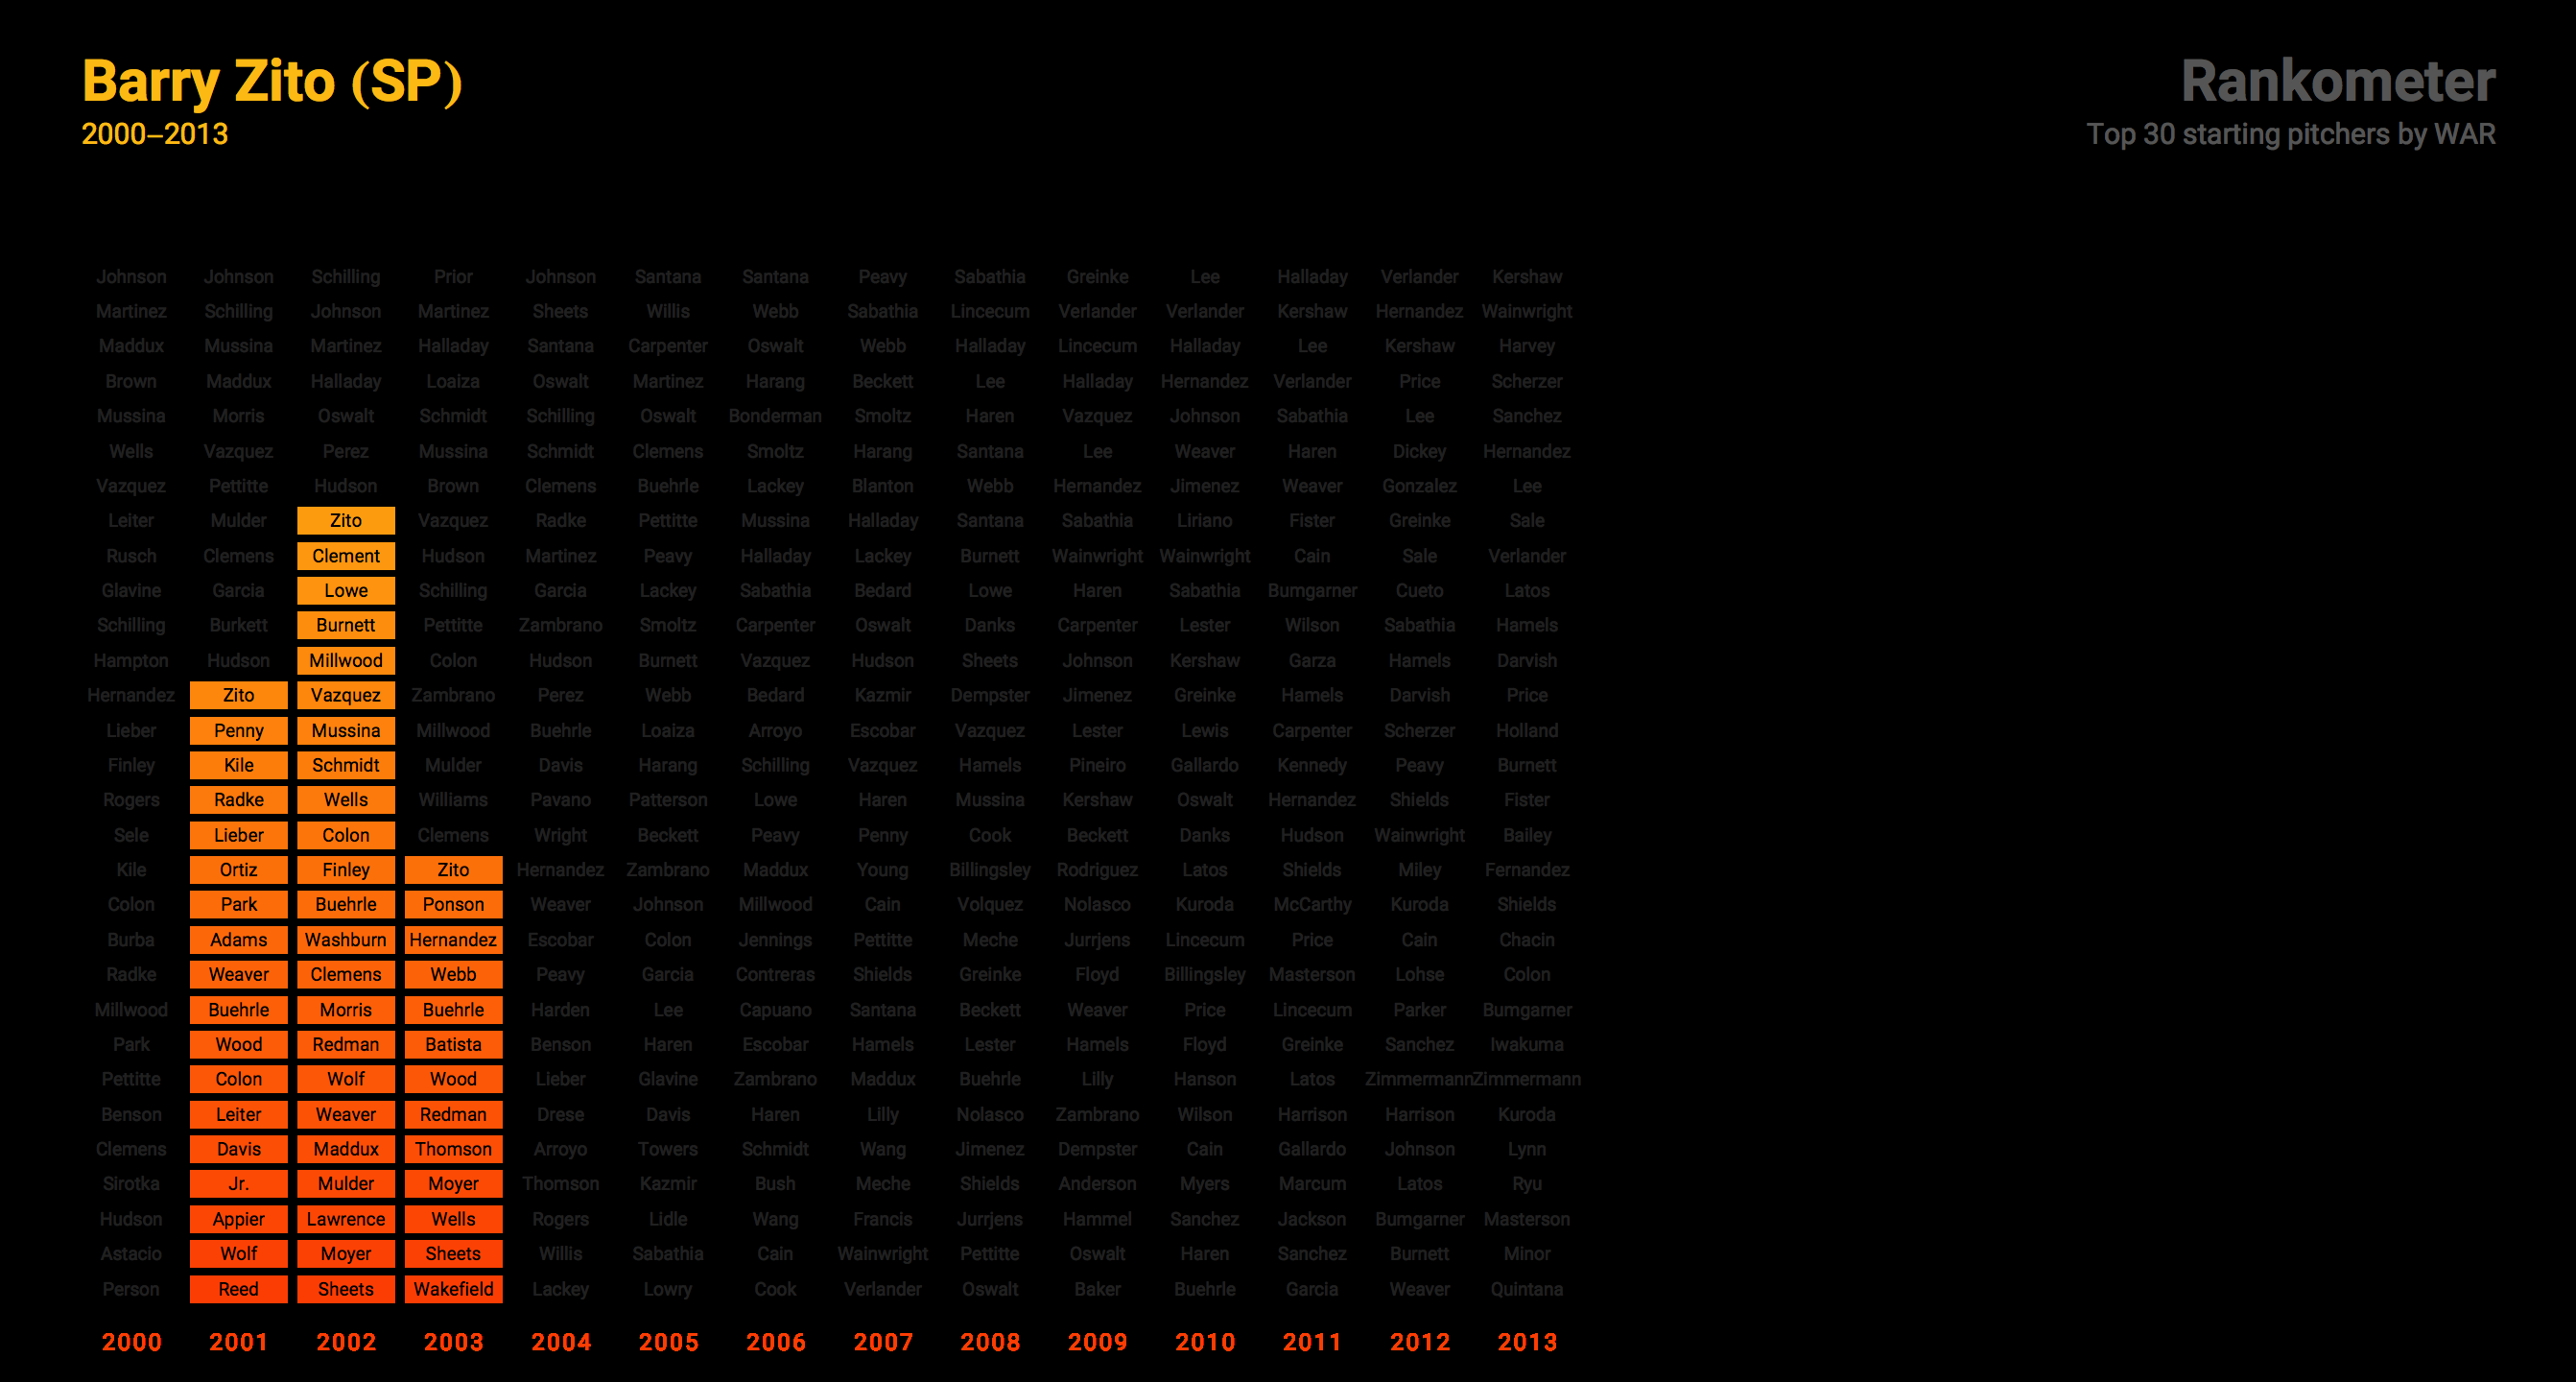 Barry Zito (SP)
2000–2013
Rankometer
Top 30 starting pitchers by WAR
Johnson Johnson Schilling Prior Johnson Santana Santana Peavy Sabathia Greinke Lee Halladay Verlander Kershaw
Martinez Schilling Johnson Martinez Sheets Willis Webb Sabathia Lincecum Verlander Verlander Kershaw Hernandez Wainwright
Maddux Mussina Martinez Halladay Santana Carpenter Oswalt Webb Halladay Lincecum Halladay Lee Kershaw Harvey
Brown Maddux Halladay Loaiza Oswalt Martinez Harang Beckett Lee Halladay Hernandez Verlander Price Scherzer
Mussina Morris Oswalt Schmidt Schilling Oswalt Bonderman Smoltz Haren Vazquez Johnson Sabathia Lee Sanchez
Wells Vazquez Perez Mussina Schmidt Clemens Smoltz Harang Santana Lee Weaver Haren Dickey Hernandez
Vazquez Pettitte Hudson Brown Clemens Buehrle Lackey Blanton Webb Hernandez Jimenez Weaver Gonzalez Lee
Leiter Mulder Zito Vazquez Radke Pettitte Mussina Halladay Santana Sabathia Liriano Fister Greinke Sale
Rusch Clemens Clement Hudson Martinez Peavy Halladay Lackey Burnett Wainwright Wainwright Cain Sale Verlander
Glavine Garcia Lowe Schilling Garcia Lackey Sabathia Bedard Lowe Haren Sabathia Bumgarner Cueto Latos
Schilling Burkett Burnett Pettitte Zambrano Smoltz Carpenter Oswalt Danks Carpenter Lester Wilson Sabathia Hamels
Hampton Hudson Millwood Colon Hudson Burnett Vazquez Hudson Sheets Johnson Kershaw Garza Hamels Darvish
Hernandez Zito Vazquez Zambrano Perez Webb Bedard Kazmir Dempster Jimenez Greinke Hamels Darvish Price
Lieber Penny Mussina Millwood Buehrle Loaiza Arroyo Escobar Vazquez Lester Lewis Carpenter Scherzer Holland
Finley Kile Schmidt Mulder Davis Harang Schilling Vazquez Hamels Pineiro Gallardo Kennedy Peavy Burnett
Rogers Radke Wells Williams Pavano Patterson Lowe Haren Mussina Kershaw Oswalt Hernandez Shields Fister
Sele Lieber Colon Clemens Wright Beckett Peavy Penny Cook Beckett Danks Hudson Wainwright Bailey
Kile Ortiz Finley Zito Hernandez Zambrano Maddux Young Billingsley Rodriguez Latos Shields Miley Fernandez
Colon Park Buehrle Ponson Weaver Johnson Millwood Cain Volquez Nolasco Kuroda McCarthy Kuroda Shields
Burba Adams Washburn Hernandez Escobar Colon Jennings Pettitte Meche Jurrjens Lincecum Price Cain Chacin
Radke Weaver Clemens Webb Peavy Garcia Contreras Shields Greinke Floyd Billingsley Masterson Lohse Colon
Millwood Buehrle Morris Buehrle Harden Lee Capuano Santana Beckett Weaver Price Lincecum Parker Bumgarner
Park Wood Redman Batista Benson Haren Escobar Hamels Lester Hamels Floyd Greinke Sanchez Iwakuma
Pettitte Colon Wolf Wood Lieber Glavine Zambrano Maddux Buehrle Lilly Hanson Latos Zimmermann Zimmermann
Benson Leiter Weaver Redman Drese Davis Haren Lilly Nolasco Zambrano Wilson Harrison Harrison Kuroda
Clemens Davis Maddux Thomson Arroyo Towers Schmidt Wang Jimenez Dempster Cain Gallardo Johnson Lynn
Sirotka Jr. Mulder Moyer Thomson Kazmir Bush Meche Shields Anderson Myers Marcum Latos Ryu
Hudson Appier Lawrence Wells Rogers Lidle Wang Francis Jurrjens Hammel Sanchez Jackson Bumgarner Masterson
Astacio Wolf Moyer Sheets Willis Sabathia Cain Wainwright Pettitte Oswalt Haren Sanchez Burnett Minor
Person Reed Sheets Wakefield Lackey Lowry Cook Verlander Oswalt Baker Buehrle Garcia Weaver Quintana
2000 2001 2002 2003 2004 2005 2006 2007 2008 2009 2010 2011 2012 2013